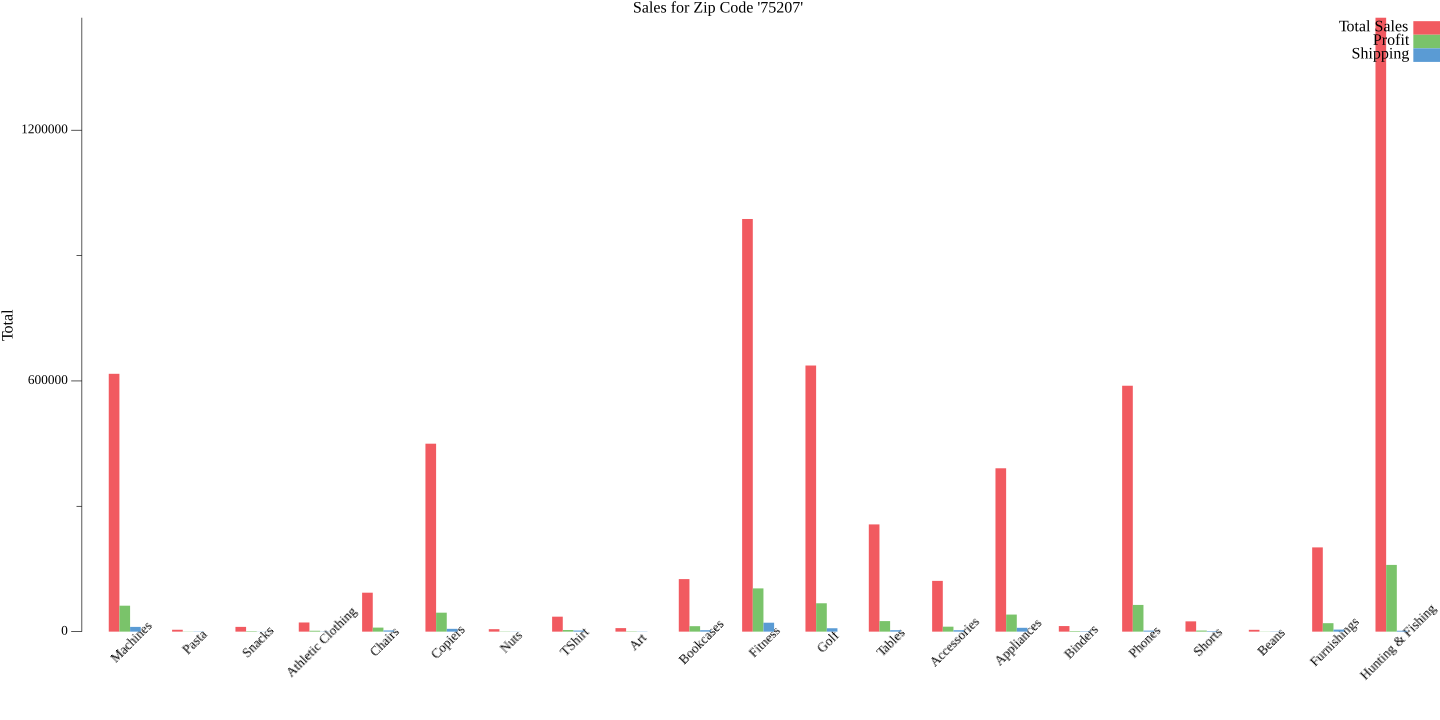 Sales for Zip Code '75207'
Total Sales
Profit
Shipping
1200000
600000
0
Total
Machines
Pasta
Snacks
Athletic Clothing
Chairs
Copiers
Nuts
TShirt
Art
Bookcases
Fitness
Golf
Tables
Accessories
Appliances
Binders
Phones
Shorts
Beans
Furnishings
Hunting & Fishing